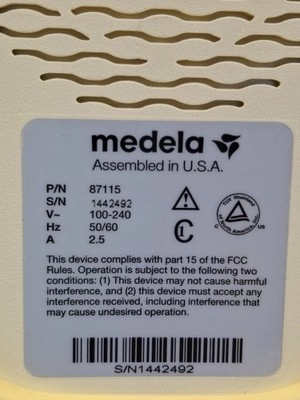 medela
Assembled in U.S.A.
P/N 87115
S/N 1442492
V~ 100-240
Hz 50/60
A 2.5
C US
This device complies with part 15 of the FCC
Rules. Operation is subject to the following two
conditions: (1) This device may not cause harmful
interference, and (2) this device must accept any
interference received, including interference that
may cause undesired operation.
S/N1442492